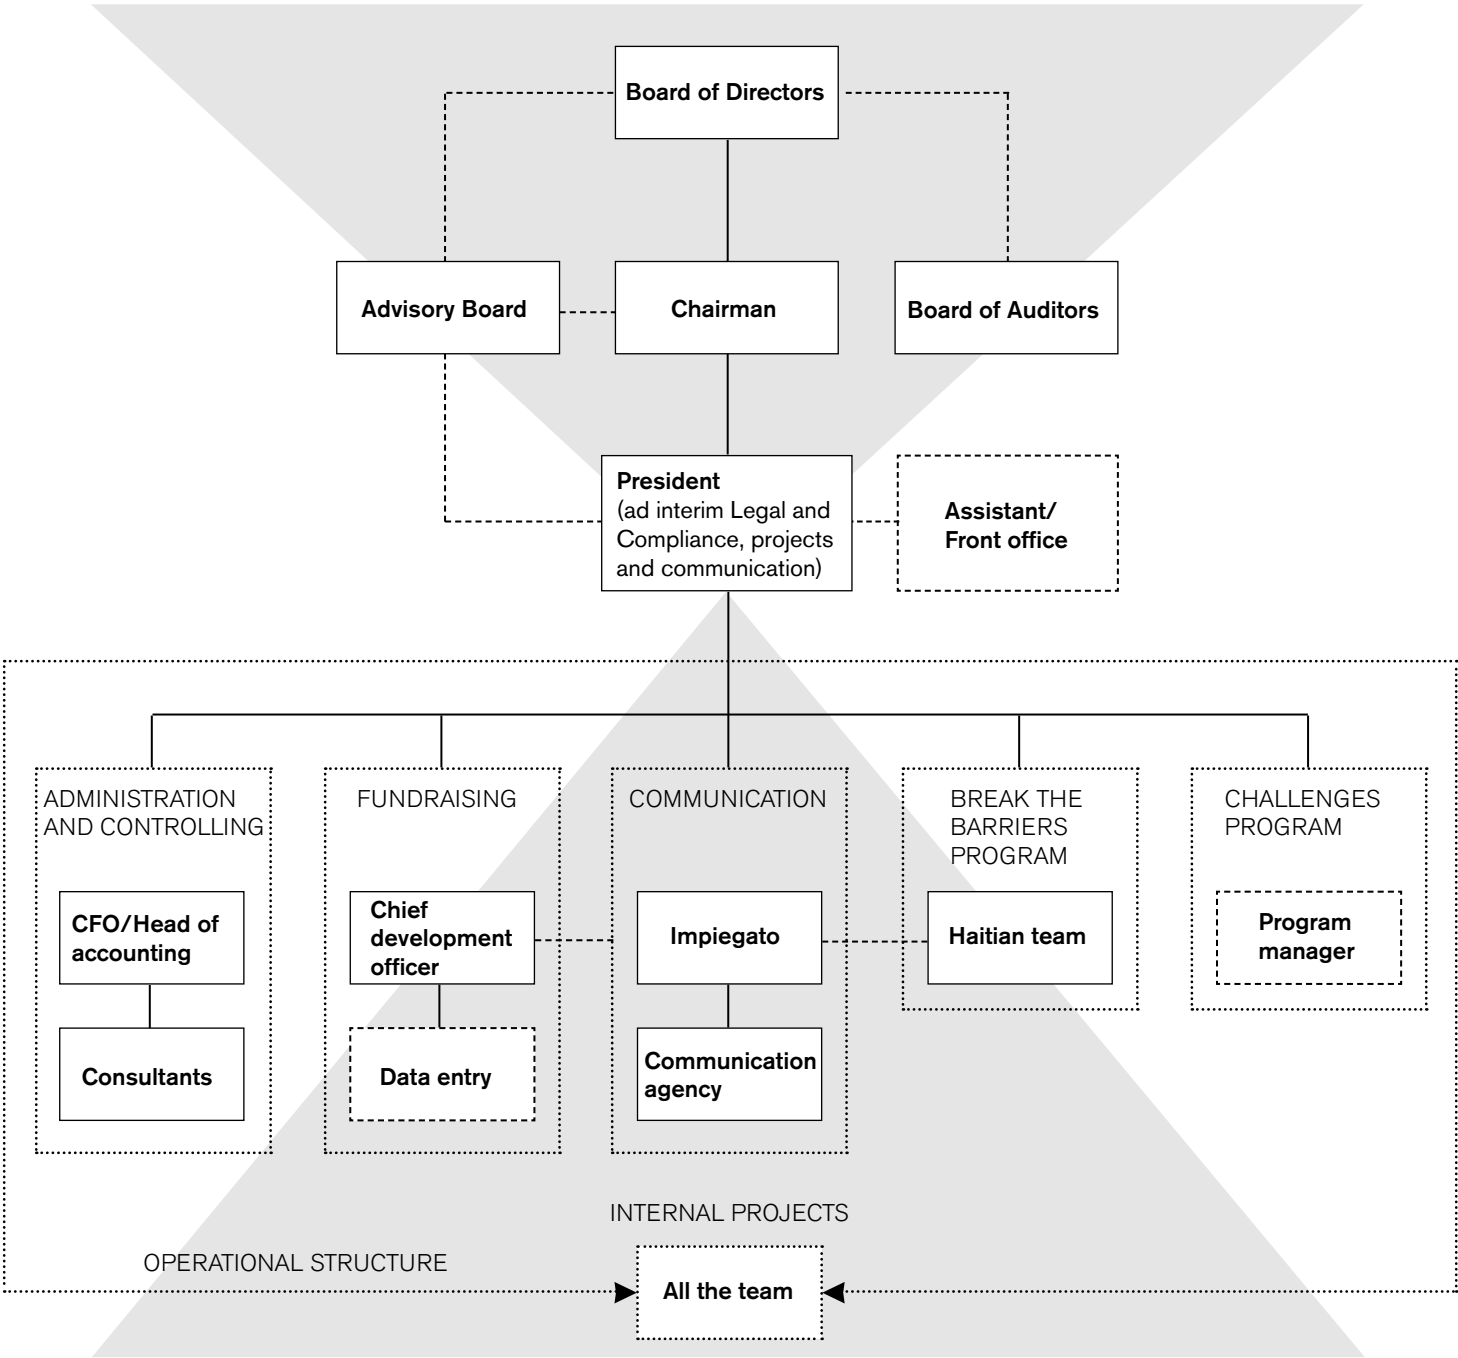 Board of Directors
Advisory Board
Chairman
Board of Auditors
President
(ad interim Legal and
Compliance, projects
and communication)
Assistant/
Front office
ADMINISTRATION
AND CONTROLLING
FUNDRAISING
COMMUNICATION
BREAK THE
BARRIERS
PROGRAM
CHALLENGES
PROGRAM
CFO/Head of
accounting
Chief
development
officer
Impiegato
Haitian team
Program
manager
Consultants
Data entry
Communication
agency
INTERNAL PROJECTS
OPERATIONAL STRUCTURE
All the team